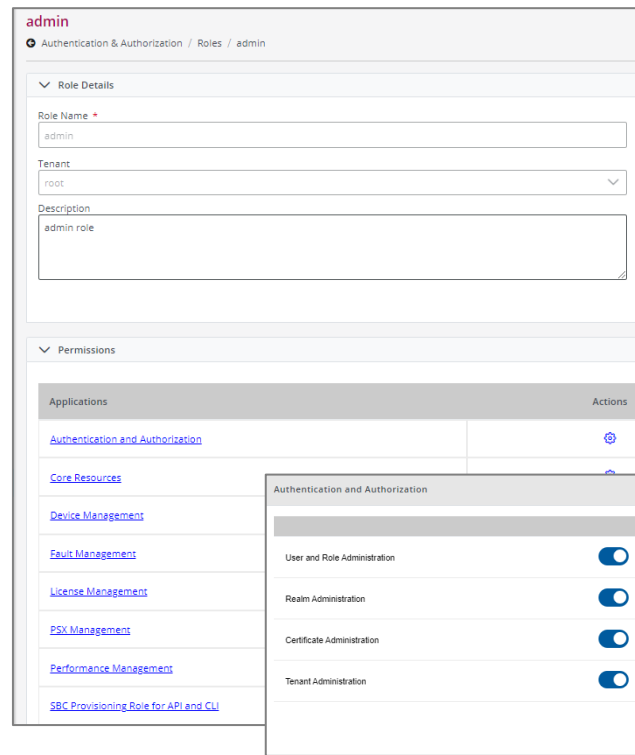 admin
Authentication & Authorization / Roles / admin
Role Details
Role Name *
admin
Tenant
root
Description
admin role
Permissions
Applications Actions
Authentication and Authorization
Core Resources
Device Management
Fault Management
License Management
PSX Management
Performance Management
SBC Provisioning Role for API and CLI
Authentication and Authorization
User and Role Administration
Realm Administration
Certificate Administration
Tenant Administration